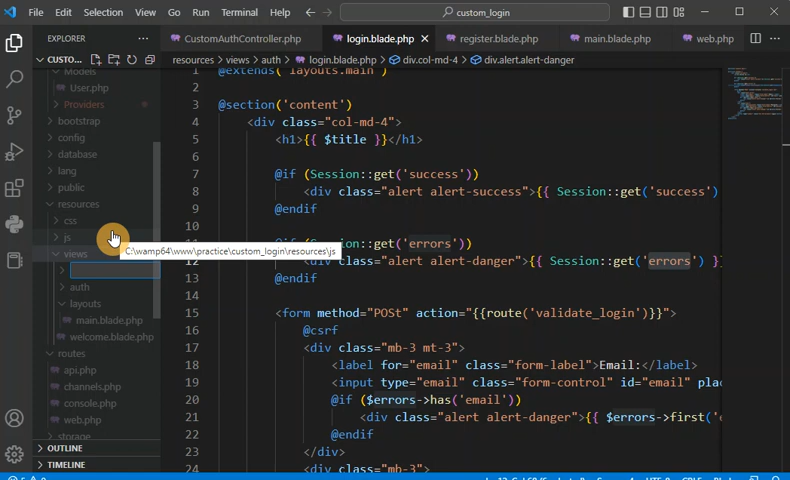 File Edit Selection View Go Run Terminal Help custom_login
EXPLORER CustomAuthController.php login.blade.php register.blade.php main.blade.php web.php
CUSTO... resources > views > auth > login.blade.php > div.col-md-4 > div.alert.alert-danger
Models
User.php
Providers
bootstrap
config
database
lang
public
resources
css
js
C:\wamp64\www\practice\custom_login\resources\js
views
auth
layouts
main.blade.php
welcome.blade.php
routes
api.php
channels.php
console.php
web.php
storage
OUTLINE
TIMELINE
1 @extends('layouts.main')
2
3 @section('content')
4 <div class="col-md-4">
5 <h1>{{ $title }}</h1>
6
7 @if (Session::get('success'))
8 <div class="alert alert-success">{{ Session::get('success')
9 @endif
10
ion::get('errors'))
12 <div class="alert alert-danger">{{ Session::get('errors') }}
13 @endif
14
15 <form method="POSt" action="{{route('validate_login')}}">
16 @csrf
17 <div class="mb-3 mt-3">
18 <label for="email" class="form-label">Email:</label>
19 <input type="email" class="form-control" id="email" plac
20 @if ($errors->has('email'))
21 <div class="alert alert-danger">{{ $errors->first('e
22 @endif
23 </div>
24 <div class="mb-3">